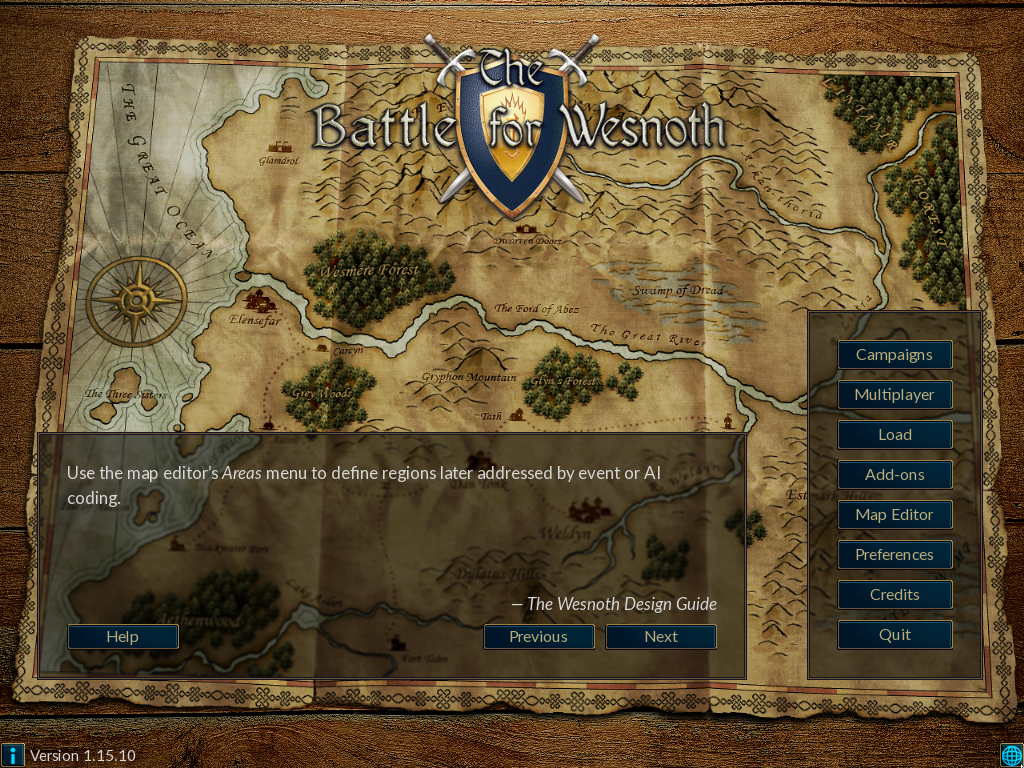 The
Battle for Wesnoth
THE GREAT OCEAN
Glamdrol
Dwarven Doors
Wesmere Forest
Swamp of Dread
Elensefar
The Ford of Abez
The Great River
Carcyn
Gryphon Mountain
Glyn's Forest
Grey Woods
The Three Sisters
Tath
Use the map editor's Areas menu to define regions later addressed by event or AI
coding.
Weldyn
Blackwater Port
Fort Tahn
— The Wesnoth Design Guide
Help
Previous
Next
Campaigns
Multiplayer
Load
Add-ons
Map Editor
Preferences
Credits
Quit
Version 1.15.10